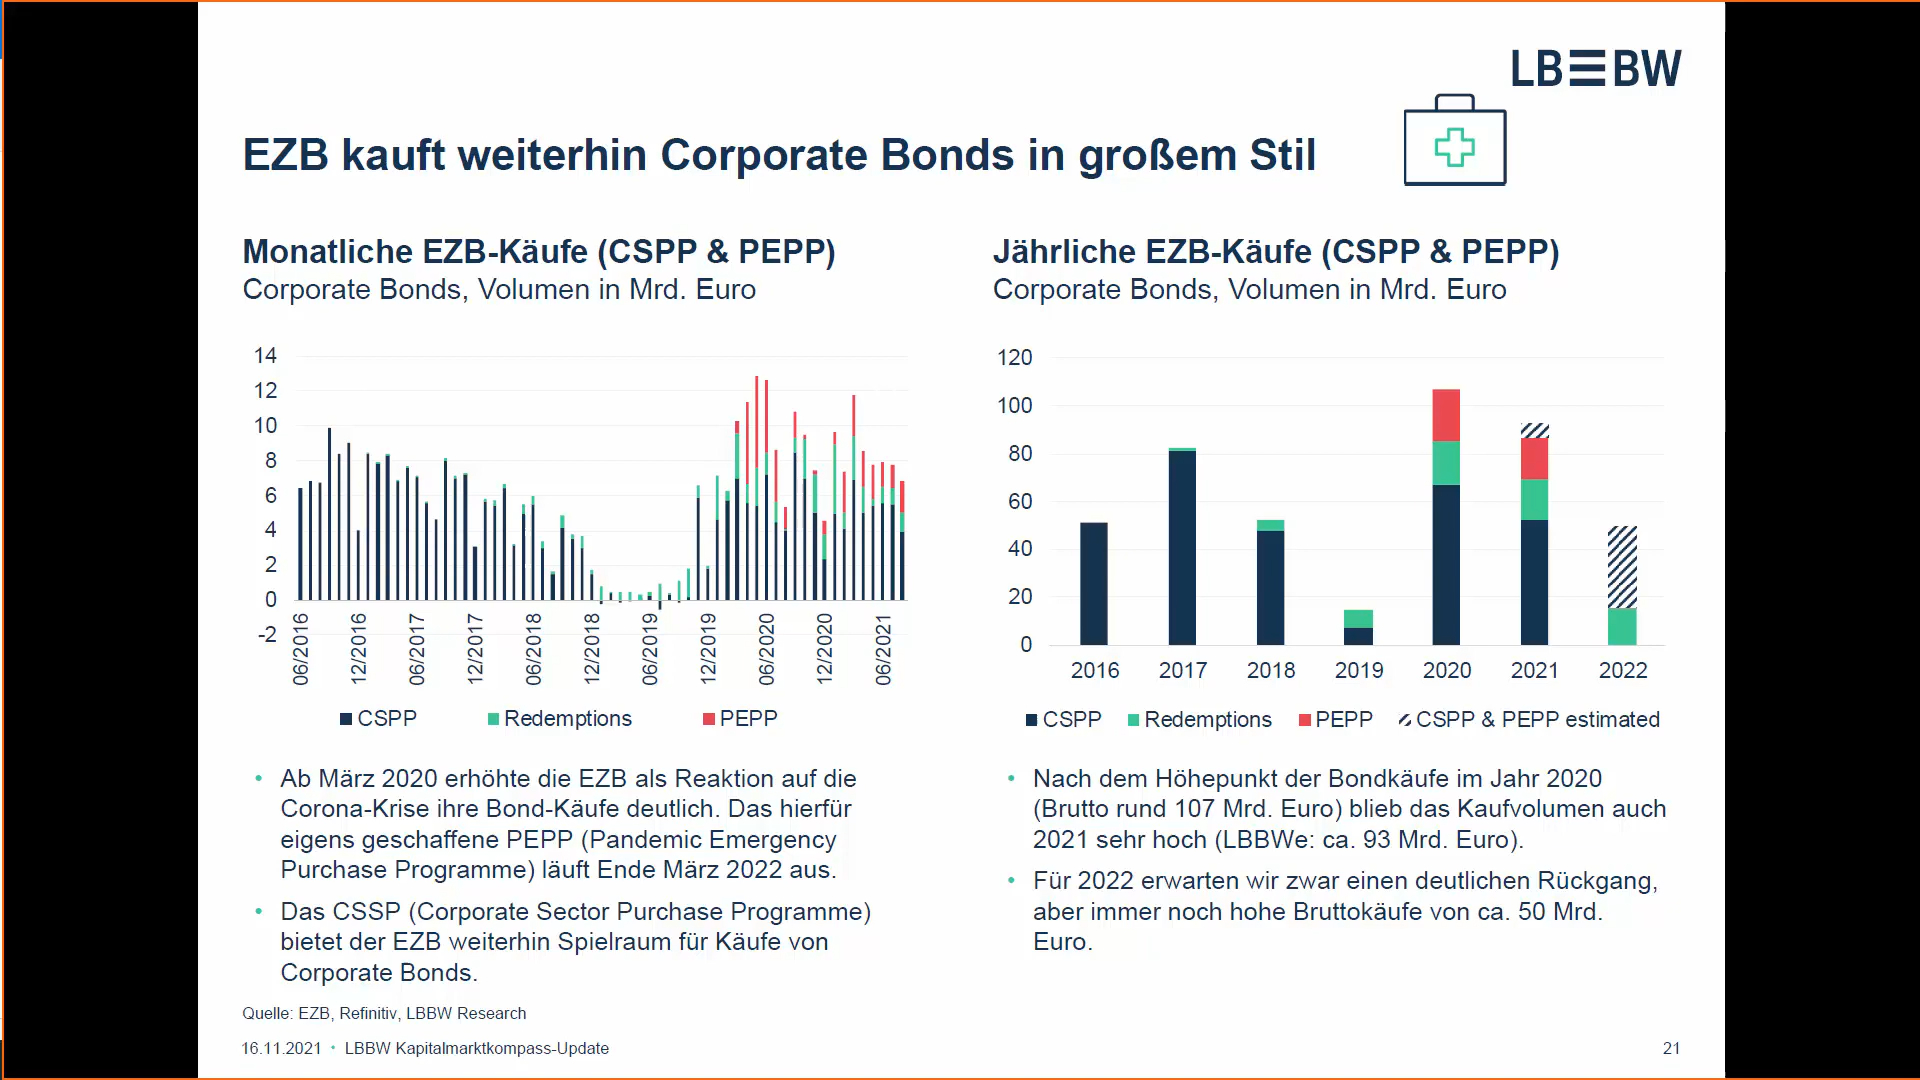 LBBW
EZB kauft weiterhin Corporate Bonds in großem Stil
Monatliche EZB-Käufe (CSPP & PEPP)
Corporate Bonds, Volumen in Mrd. Euro
14
12
10
8
6
4
2
0
-2
06/2016
12/2016
06/2017
12/2017
06/2018
12/2018
06/2019
12/2019
06/2020
12/2020
06/2021
CSPP Redemptions PEPP
Ab März 2020 erhöhte die EZB als Reaktion auf die
Corona-Krise ihre Bond-Käufe deutlich. Das hierfür
eigens geschaffene PEPP (Pandemic Emergency
Purchase Programme) läuft Ende März 2022 aus.
Das CSSP (Corporate Sector Purchase Programme)
bietet der EZB weiterhin Spielraum für Käufe von
Corporate Bonds.
Jährliche EZB-Käufe (CSPP & PEPP)
Corporate Bonds, Volumen in Mrd. Euro
120
100
80
60
40
20
0
2016 2017 2018 2019 2020 2021 2022
CSPP Redemptions PEPP CSPP & PEPP estimated
Nach dem Höhepunkt der Bondkäufe im Jahr 2020
(Brutto rund 107 Mrd. Euro) blieb das Kaufvolumen auch
2021 sehr hoch (LBBWe: ca. 93 Mrd. Euro).
Für 2022 erwarten wir zwar einen deutlichen Rückgang,
aber immer noch hohe Bruttokäufe von ca. 50 Mrd.
Euro.
Quelle: EZB, Refinitiv, LBBW Research
16.11.2021 • LBBW Kapitalmarktkompass-Update
21